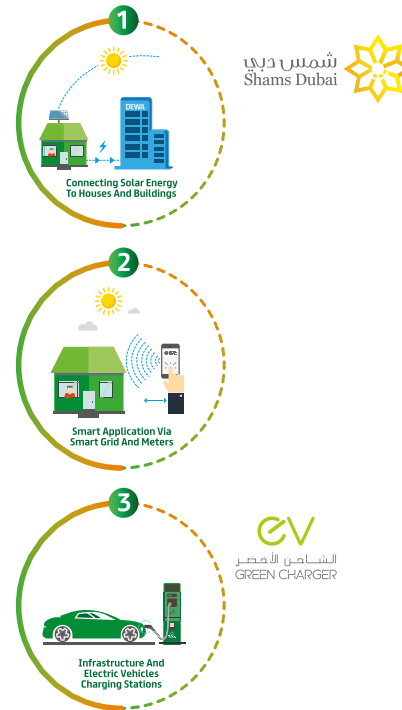 1
شمس دبي
Shams Dubai
DEWA
Connecting Solar Energy
To Houses And Buildings
2
Smart Application Via
Smart Grid And Meters
3
ev
الشاحن الأخضر
GREEN CHARGER
Infrastructure And
Electric Vehicles
Charging Stations